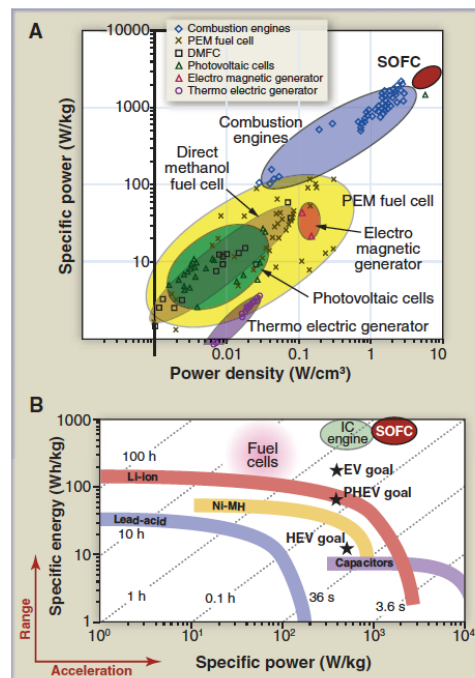 A
Combustion engines
PEM fuel cell
DMFC
Photovoltaic cells
Electro magnetic generator
Thermo electric generator
SOFC
Specific power (W/kg)
10000
1000
100
10
Combustion
engines
Direct
methanol
fuel cell
PEM fuel cell
Electro
magnetic
generator
Photovoltaic cells
Thermo electric generator
0.01
0.1
1
10
Power density (W/cm³)
B
Specific energy (Wh/kg)
1000
100
10
1
100 h
Fuel
cells
IC
engine
SOFC
EV goal
PHEV goal
Li-ion
Ni-MH
Lead-acid
10 h
HEV goal
Capacitors
1 h
0.1 h
36 s
3.6 s
10⁰
10¹
10²
10³
10⁴
Range
Acceleration
Specific power (W/kg)